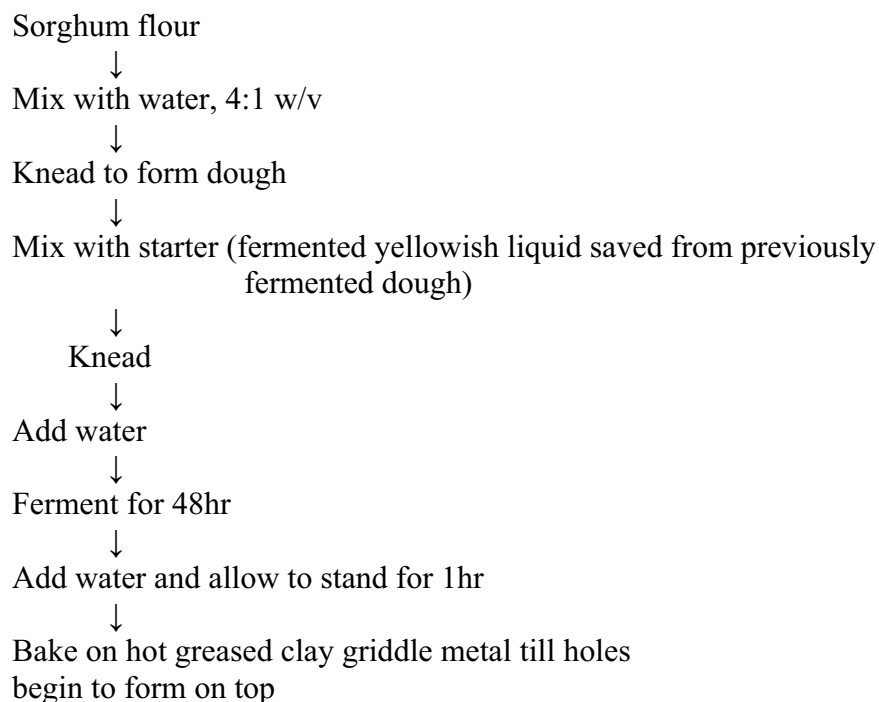 Sorghum flour
↓
Mix with water, 4:1 w/v
↓
Knead to form dough
↓
Mix with starter (fermented yellowish liquid saved from previously
fermented dough)
↓
Knead
↓
Add water
↓
Ferment for 48hr
↓
Add water and allow to stand for 1hr
↓
Bake on hot greased clay griddle metal till holes
begin to form on top